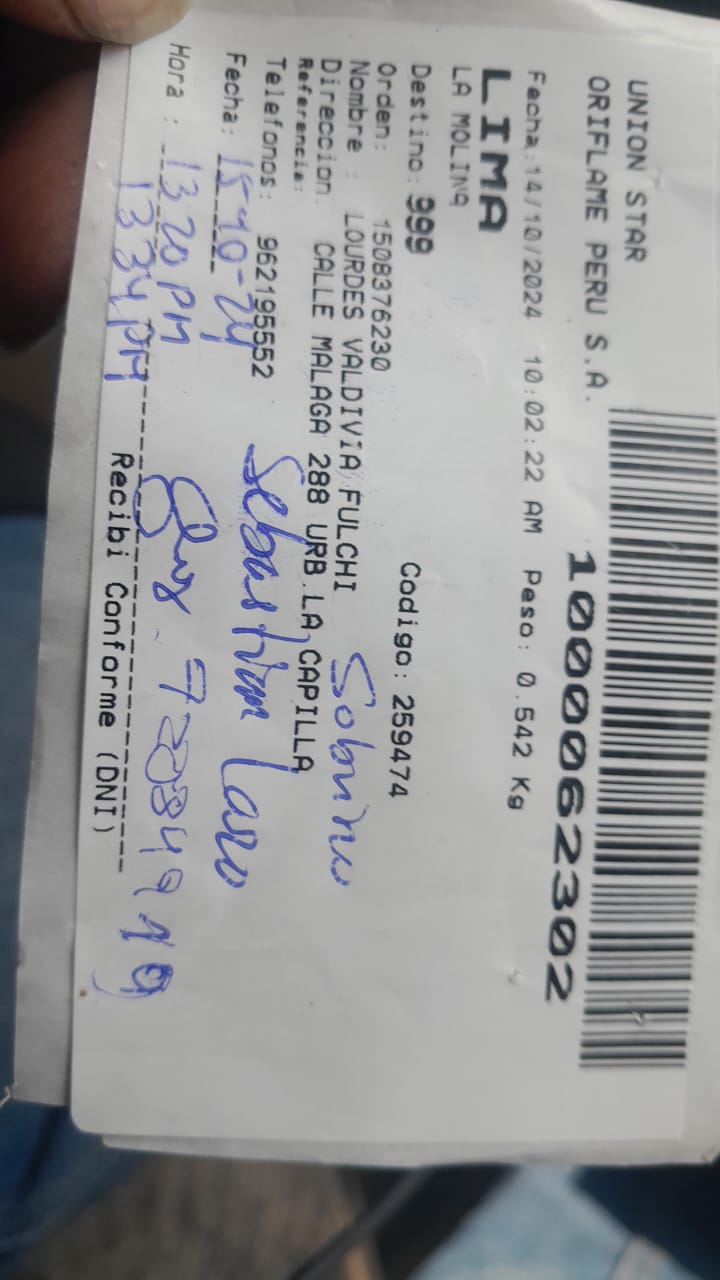 UNION STAR
ORIFLAME PERU S.A.
1000062302
Fecha:14/10/2024 10:02:22 AM Peso: 0.542 Kg
LIMA
LA MOLINA
Destino: 999
Codigo: 259474
Orden: 1508376230
Nombre : LOURDES VALDIVIA FULCHI
Sobrino
Direccion: CALLE MALAGA 288 URB.LA CAPILLA
Referencia:
Telefonos: 962195552
Sebastian Lazo
Fecha: 15-10-24
Hora : 13 20 PM
13 34 PM
Recibi Conforme (DNI)